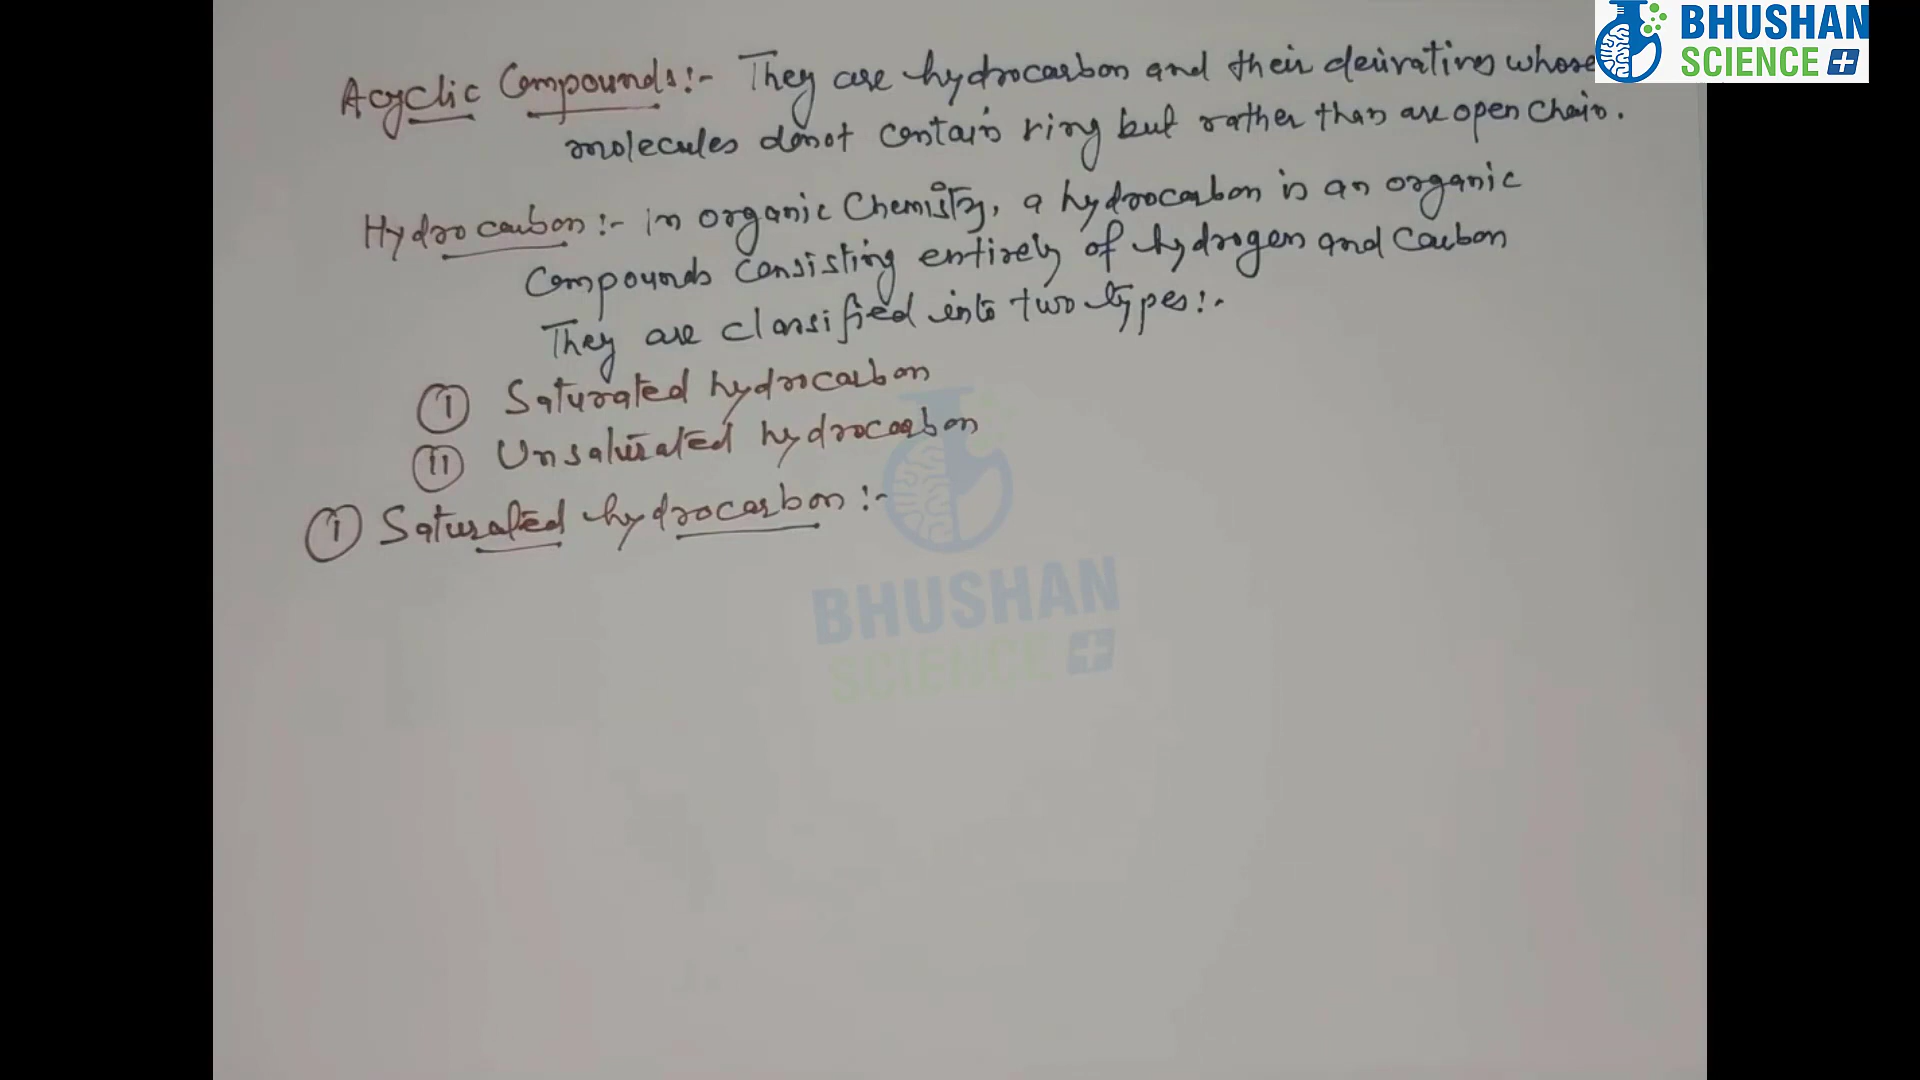 BHUSHAN
SCIENCE +
Acyclic Compounds:- They are hydrocarbon and their derivatives whose
molecules donot contain ring but rather than are open chain.
Hydrocarbon:- in organic Chemistry, a hydrocarbon is an organic
Compounds consisting entirely of hydrogen and Carbon
They are classified into two types:-
(I) Saturated hydrocarbon
(II) Unsaturated hydrocarbon
(I) Saturated hydrocarbon:-
BHUSHAN
SCIENCE +